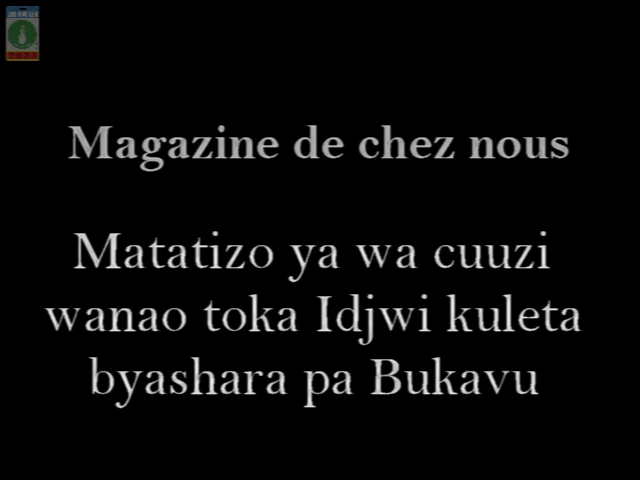 Magazine de chez nous
Matatizo ya wa cuuzi
wanao toka Idjwi kuleta
byashara pa Bukavu